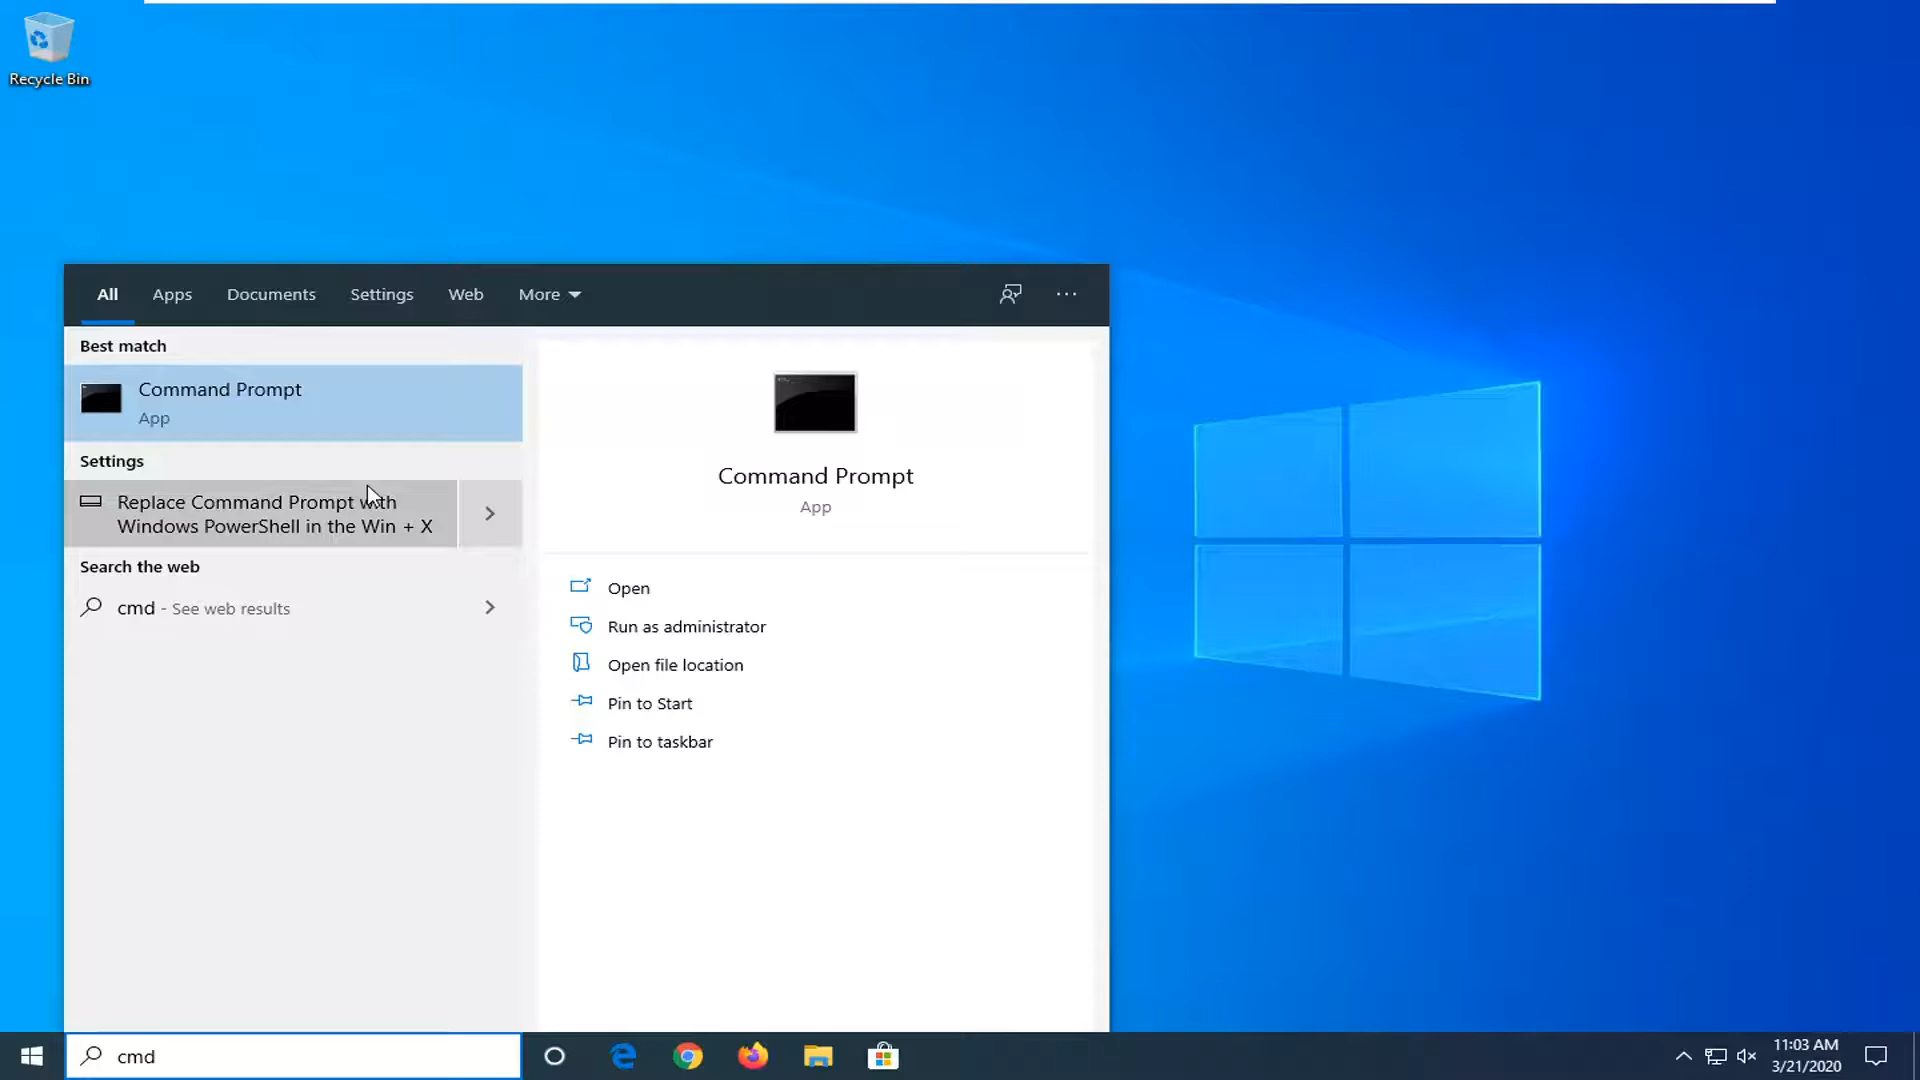 Recycle Bin
All Apps Documents Settings Web More
Best match
Command Prompt
App
Settings
Replace Command Prompt with
Windows PowerShell in the Win + X
Search the web
cmd - See web results
Command Prompt
App
Open
Run as administrator
Open file location
Pin to Start
Pin to taskbar
cmd
11:03 AM
3/21/2020